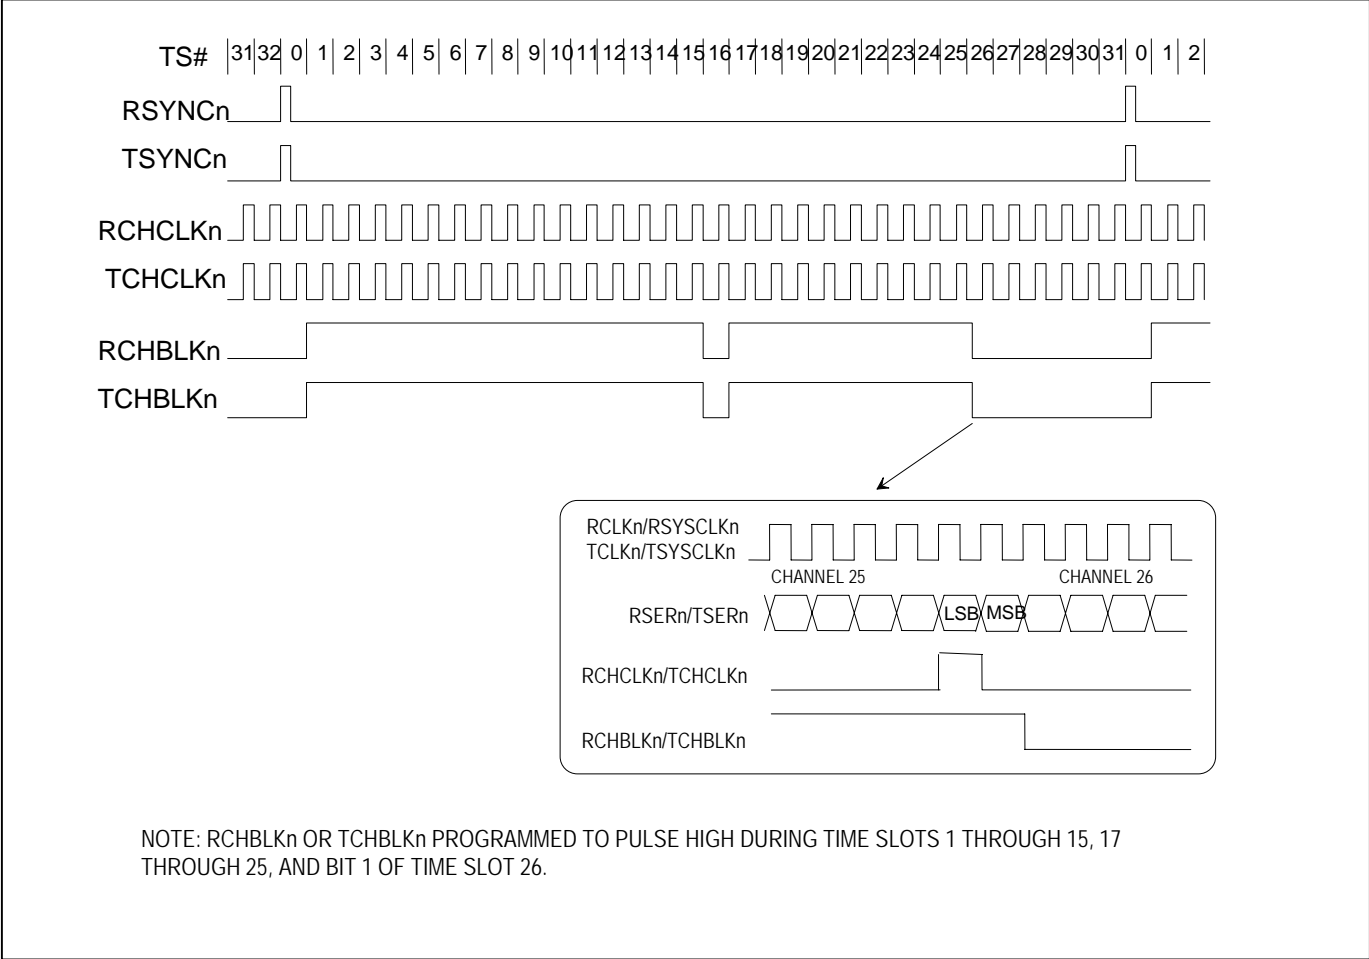 TS# 31 32 0 1 2 3 4 5 6 7 8 9 10 11 12 13 14 15 16 17 18 19 20 21 22 23 24 25 26 27 28 29 30 31 0 1 2
RSYNCn
TSYNCn
RCHCLKn
TCHCLKn
RCHBLKn
TCHBLKn
RCLKn/RSYSCLKn
TCLKn/TSYSCLKn
CHANNEL 25 CHANNEL 26
RSERn/TSERn LSB MSB
RCHCLKn/TCHCLKn
RCHBLKn/TCHBLKn
NOTE: RCHBLKn OR TCHBLKn PROGRAMMED TO PULSE HIGH DURING TIME SLOTS 1 THROUGH 15, 17
THROUGH 25, AND BIT 1 OF TIME SLOT 26.